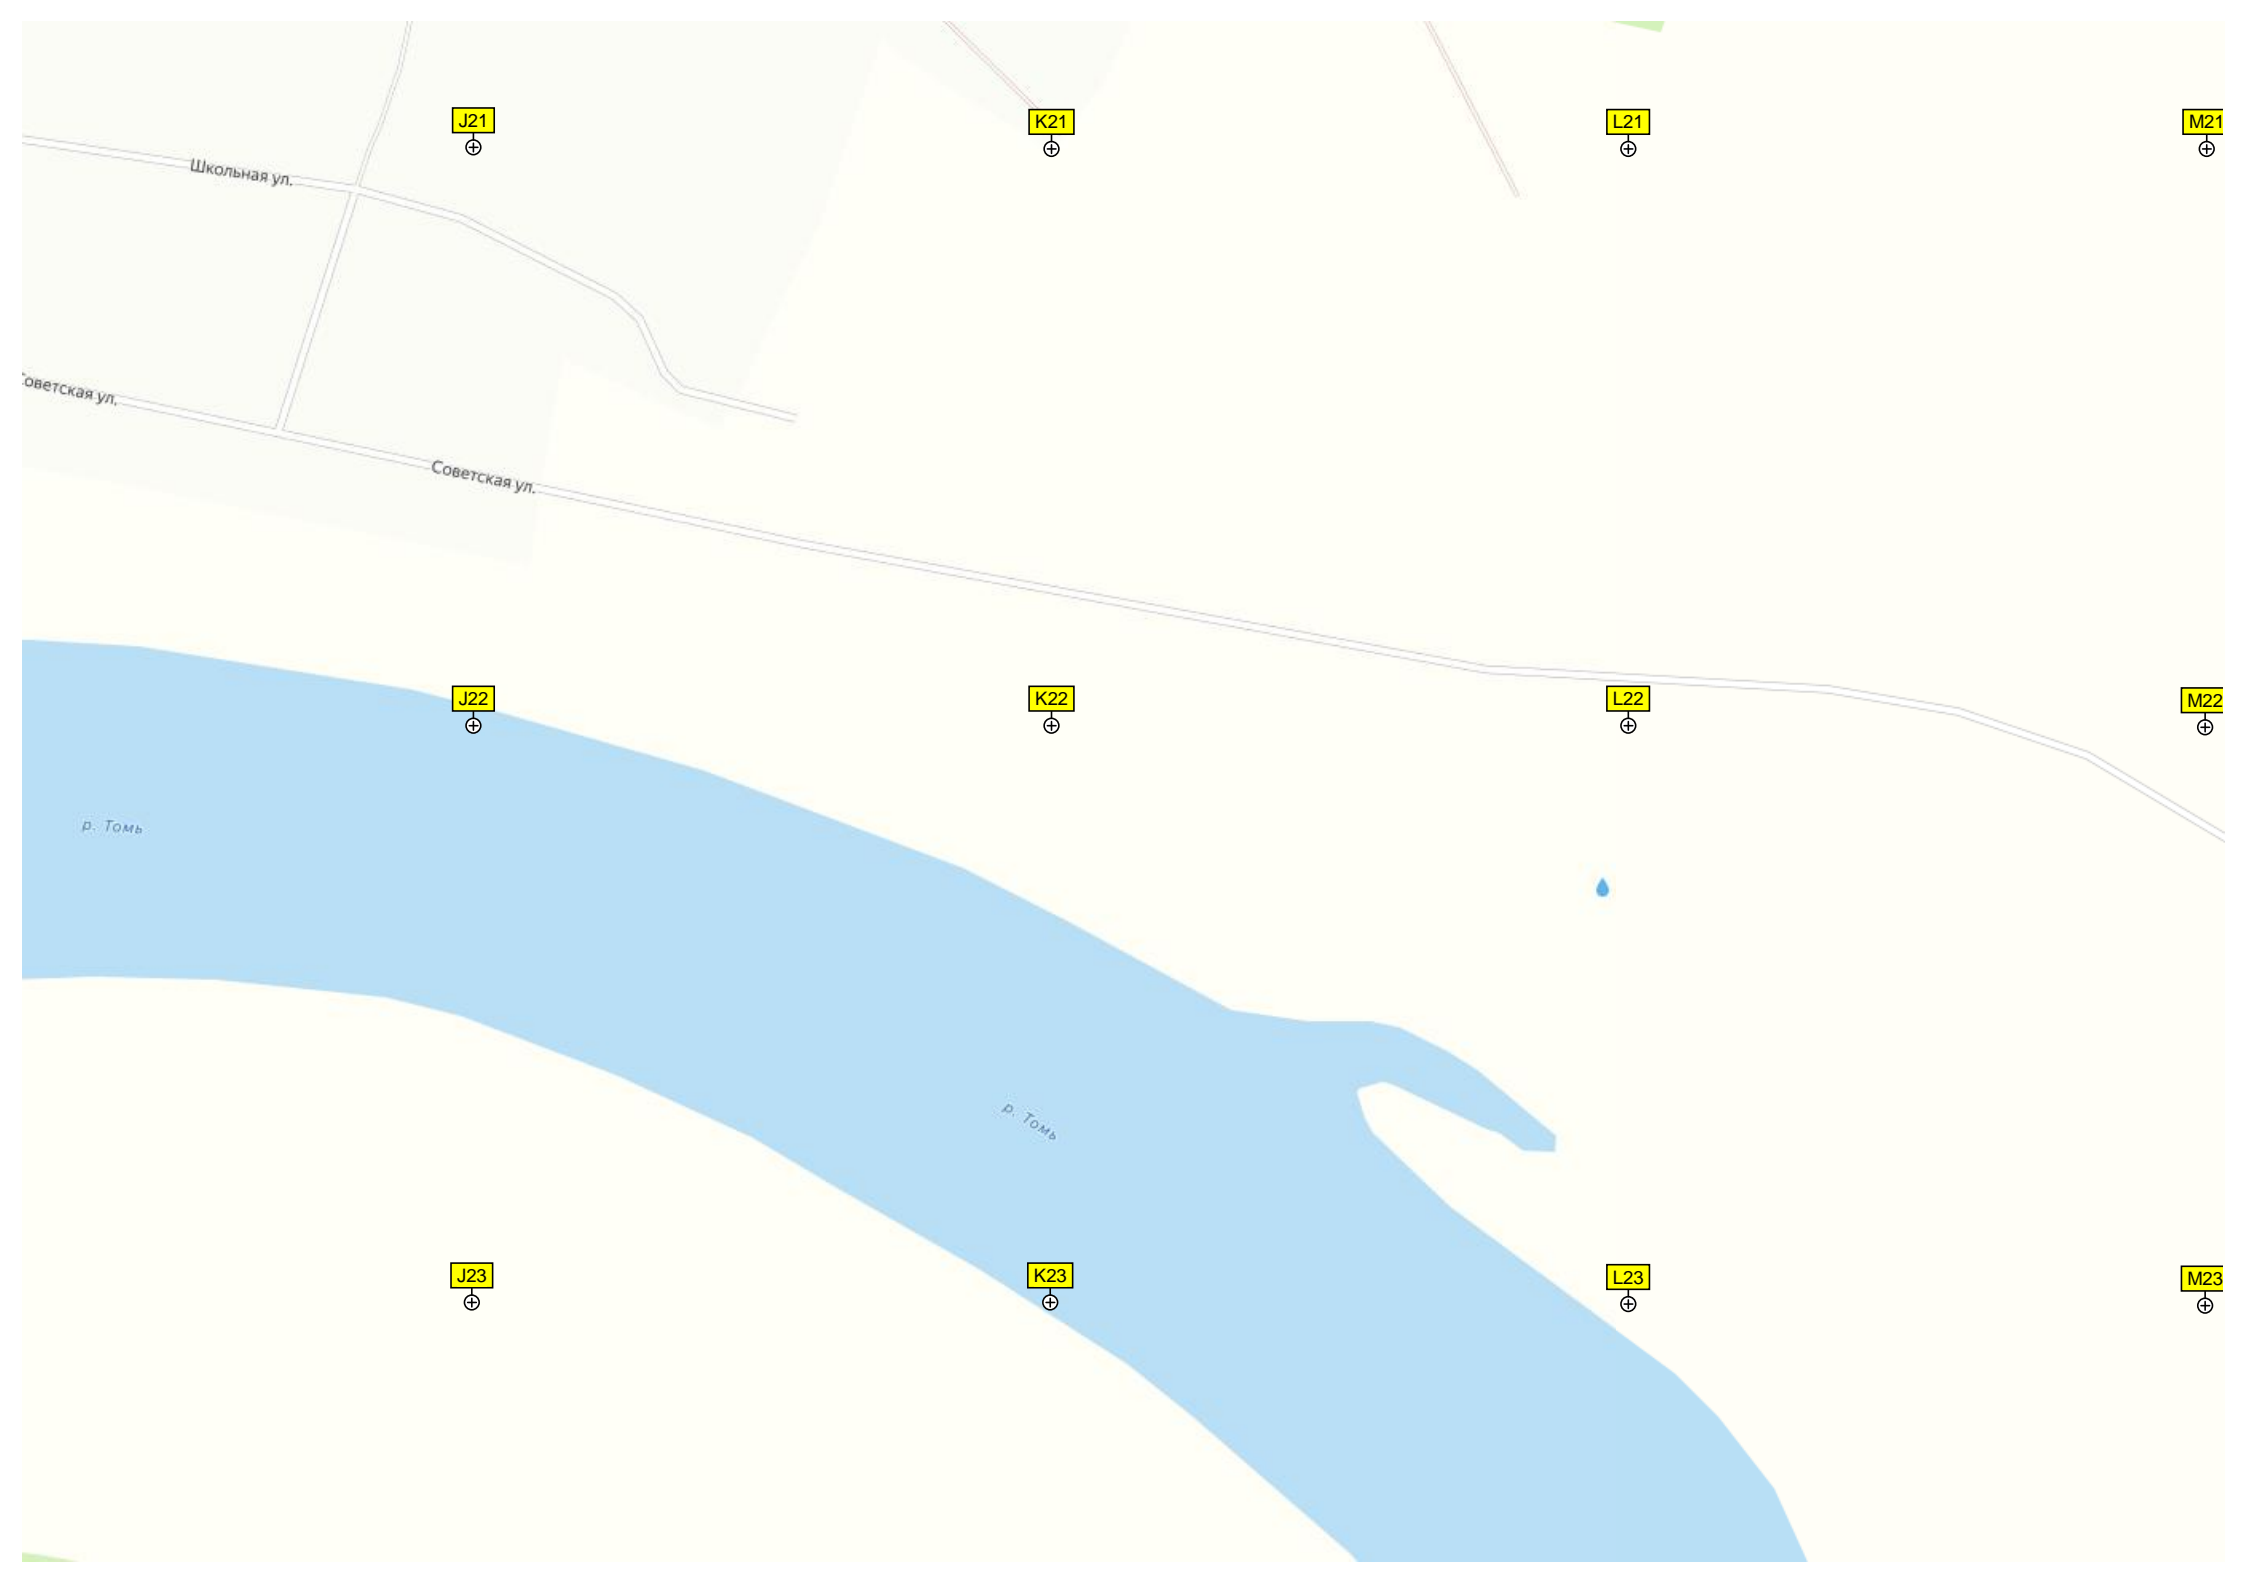 J21
K21
L21
M21
Школьная ул.
Советская ул.
Советская ул.
J22
K22
L22
M22
р. Томь
р. Томь
J23
K23
L23
M23